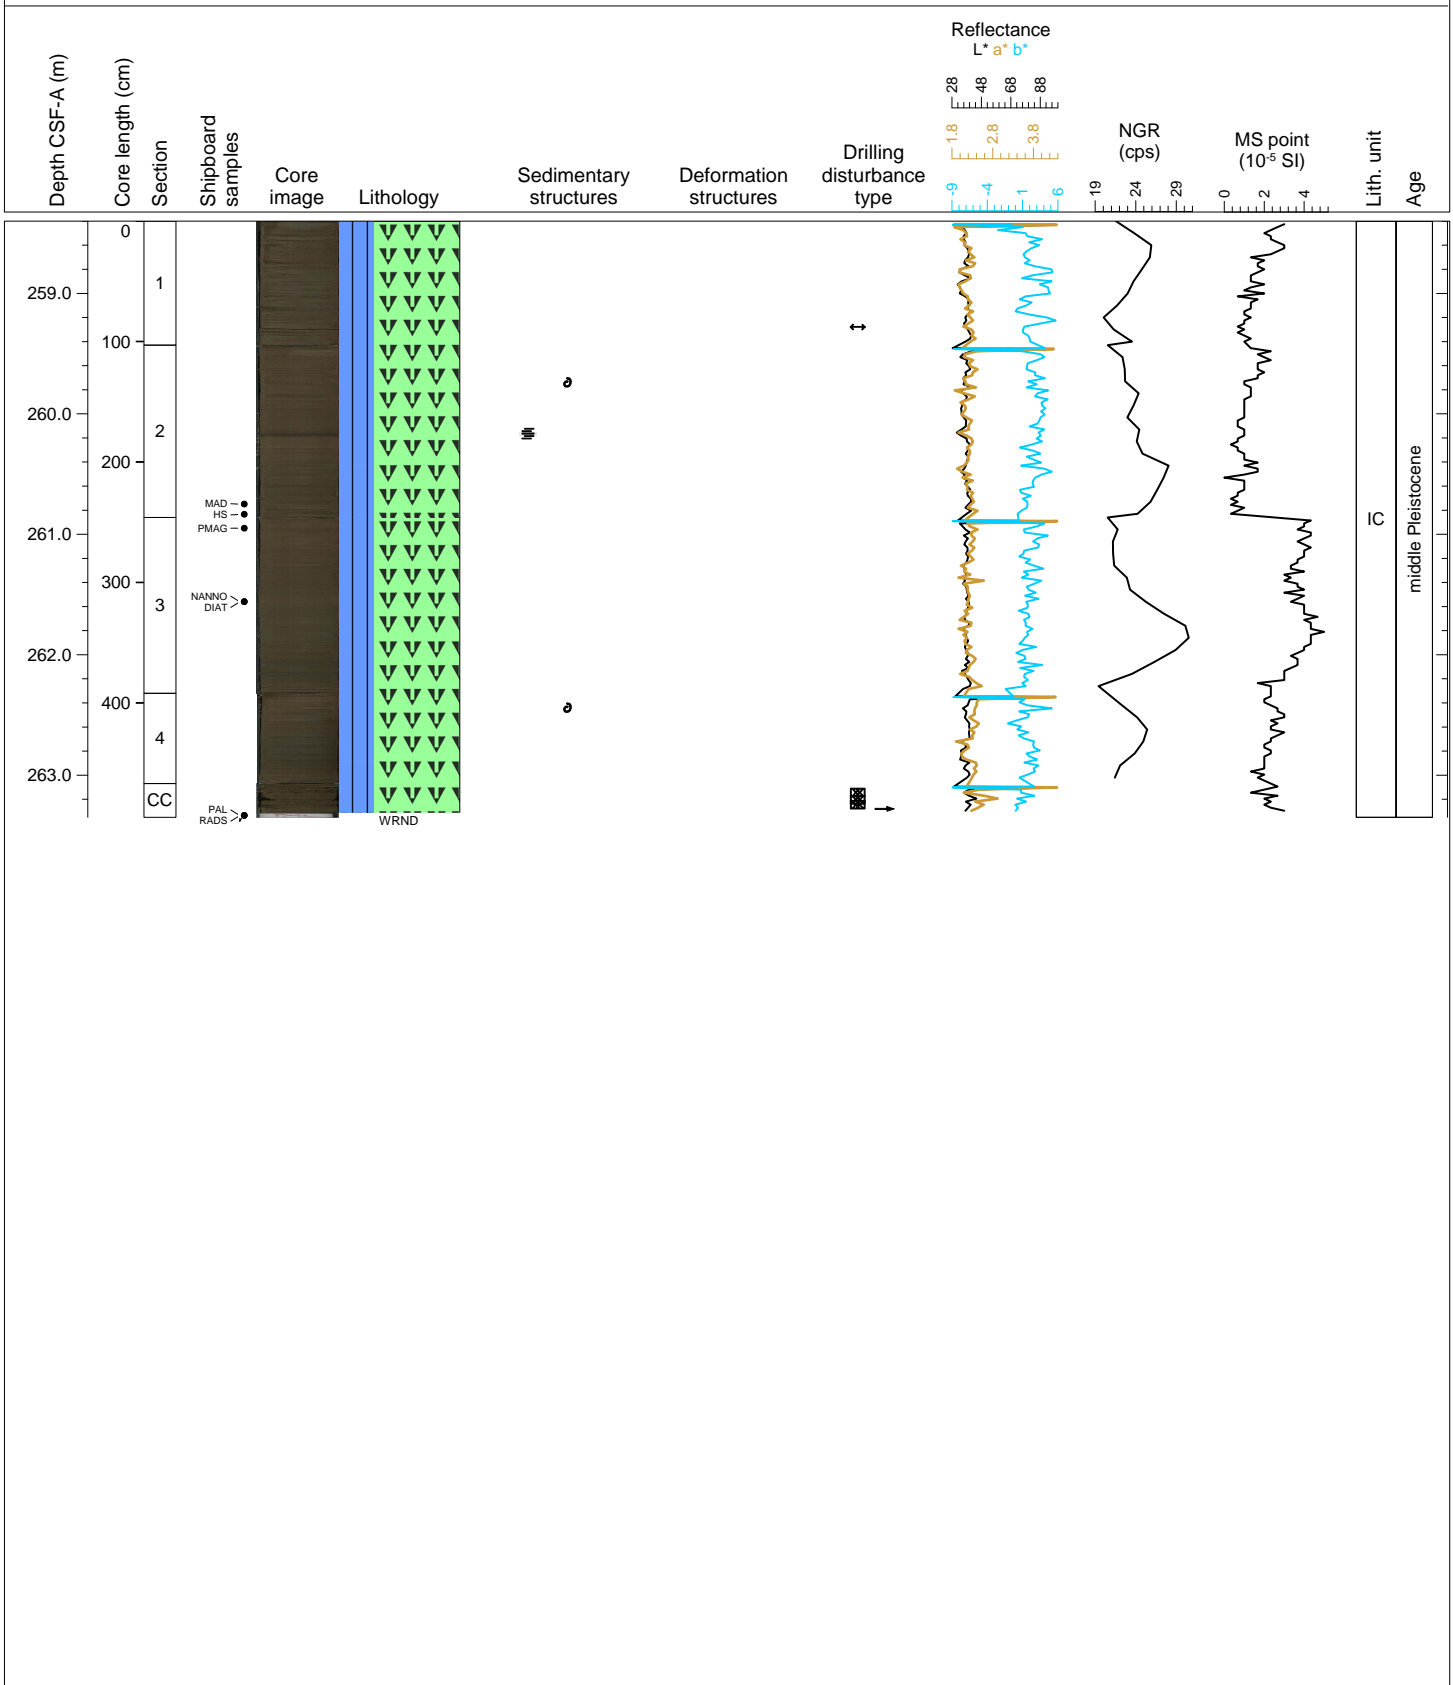 Depth CSF-A (m)
Core length (cm)
Section
Shipboard
samples
Core
image
Lithology
Sedimentary
structures
Deformation
structures
Drilling
disturbance
type
Reflectance
L* a* b*
28 48 68 88
1.8 2.8 3.8
-9 -4 1 6
NGR
(cps)
19 24 29
MS point
(10-5 SI)
0 2 4
Lith. unit
Age
259.0
260.0
261.0
262.0
263.0
0
100
200
300
400
1
2
3
4
CC
MAD
HS
PMAG
NANNO
DIAT
PAL
RADS
WRND
IC
middle Pleistocene